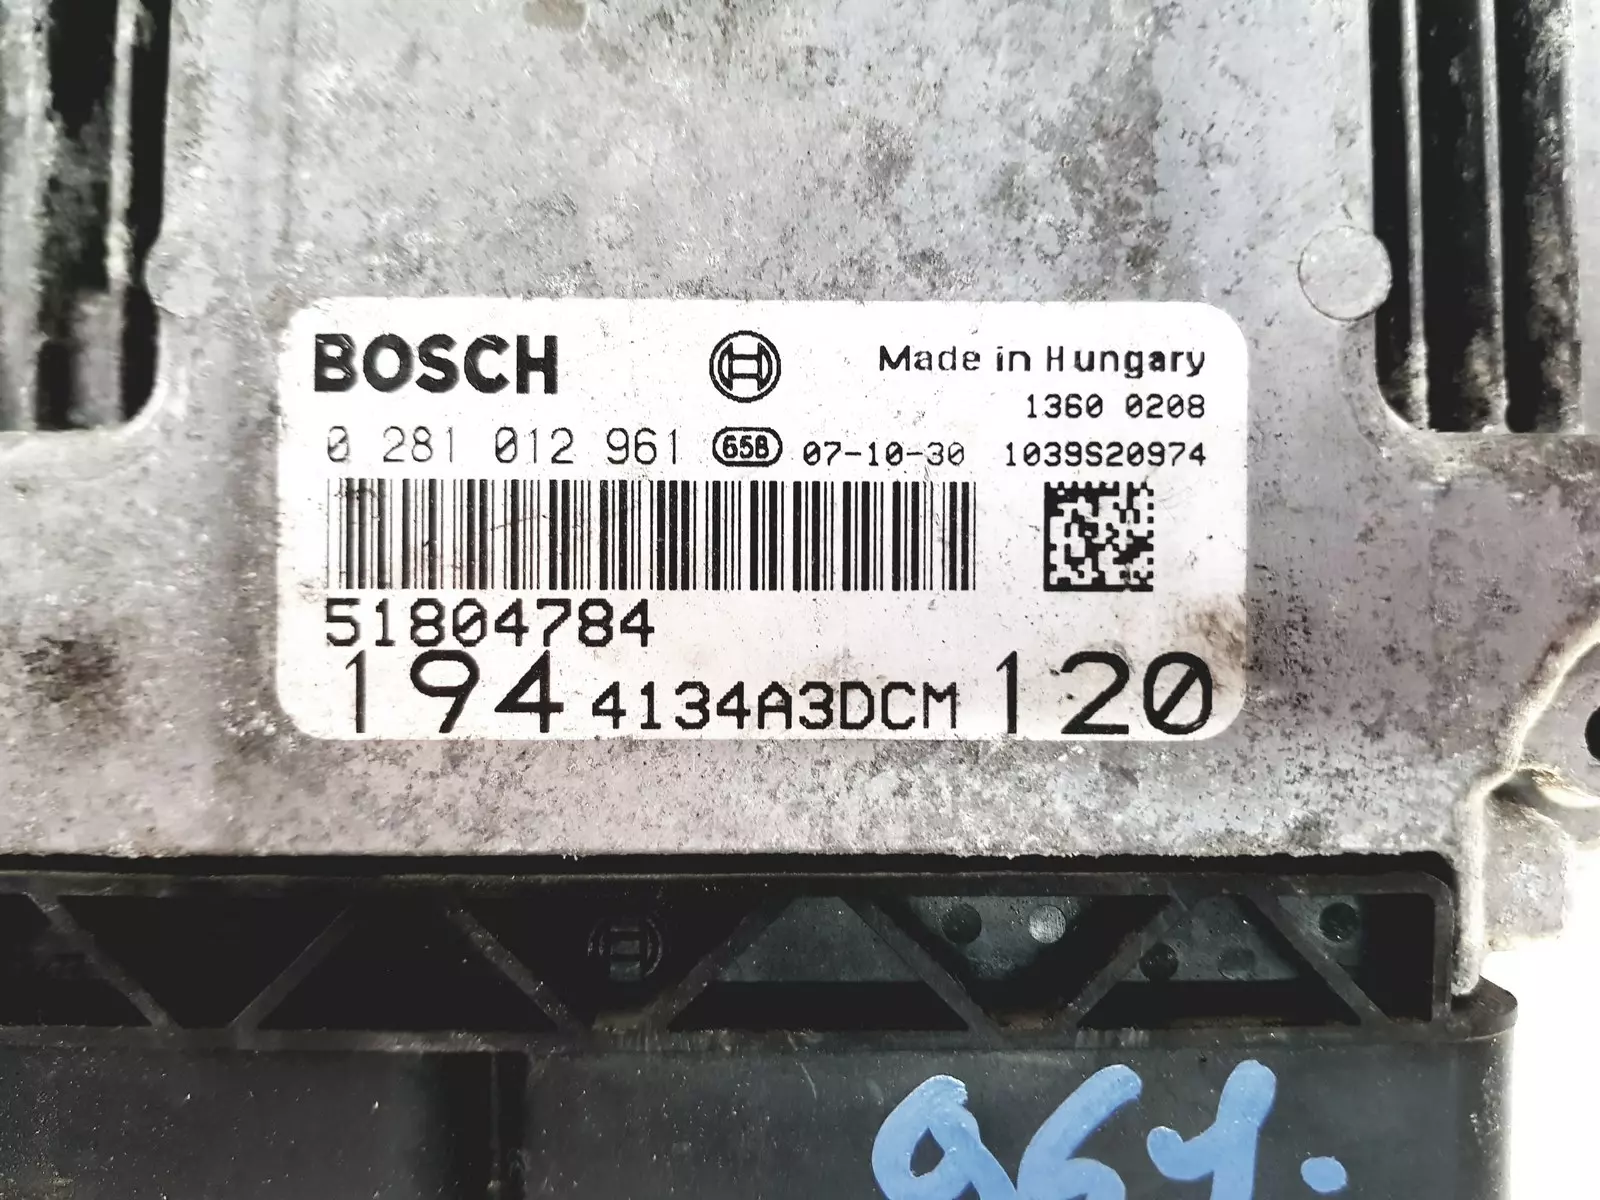 BOSCH
Made in Hungary
1360 0208
0 281 012 961 65B 07-10-30 1039S20974
51804784
194 4134A3DCM 120
961.